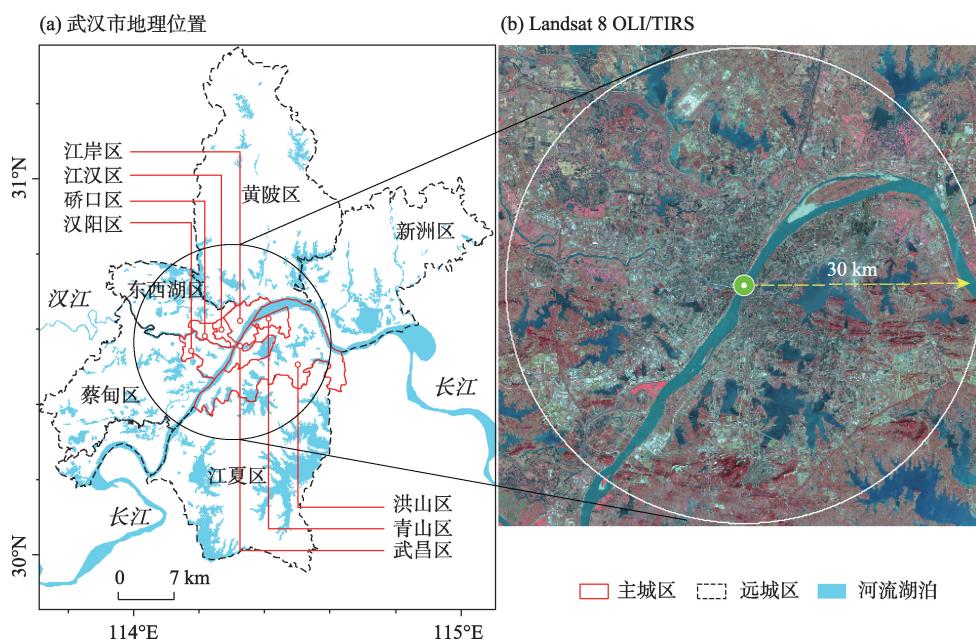 (a) 武汉市地理位置
(b) Landsat 8 OLI/TIRS
31°N
30°N
江岸区
江汉区
硚口区
汉阳区
黄陂区
新洲区
东西湖区
汉江
蔡甸区
长江
江夏区
长江
洪山区
青山区
武昌区
0 7 km
114°E
115°E
30 km
主城区
远城区
河流湖泊